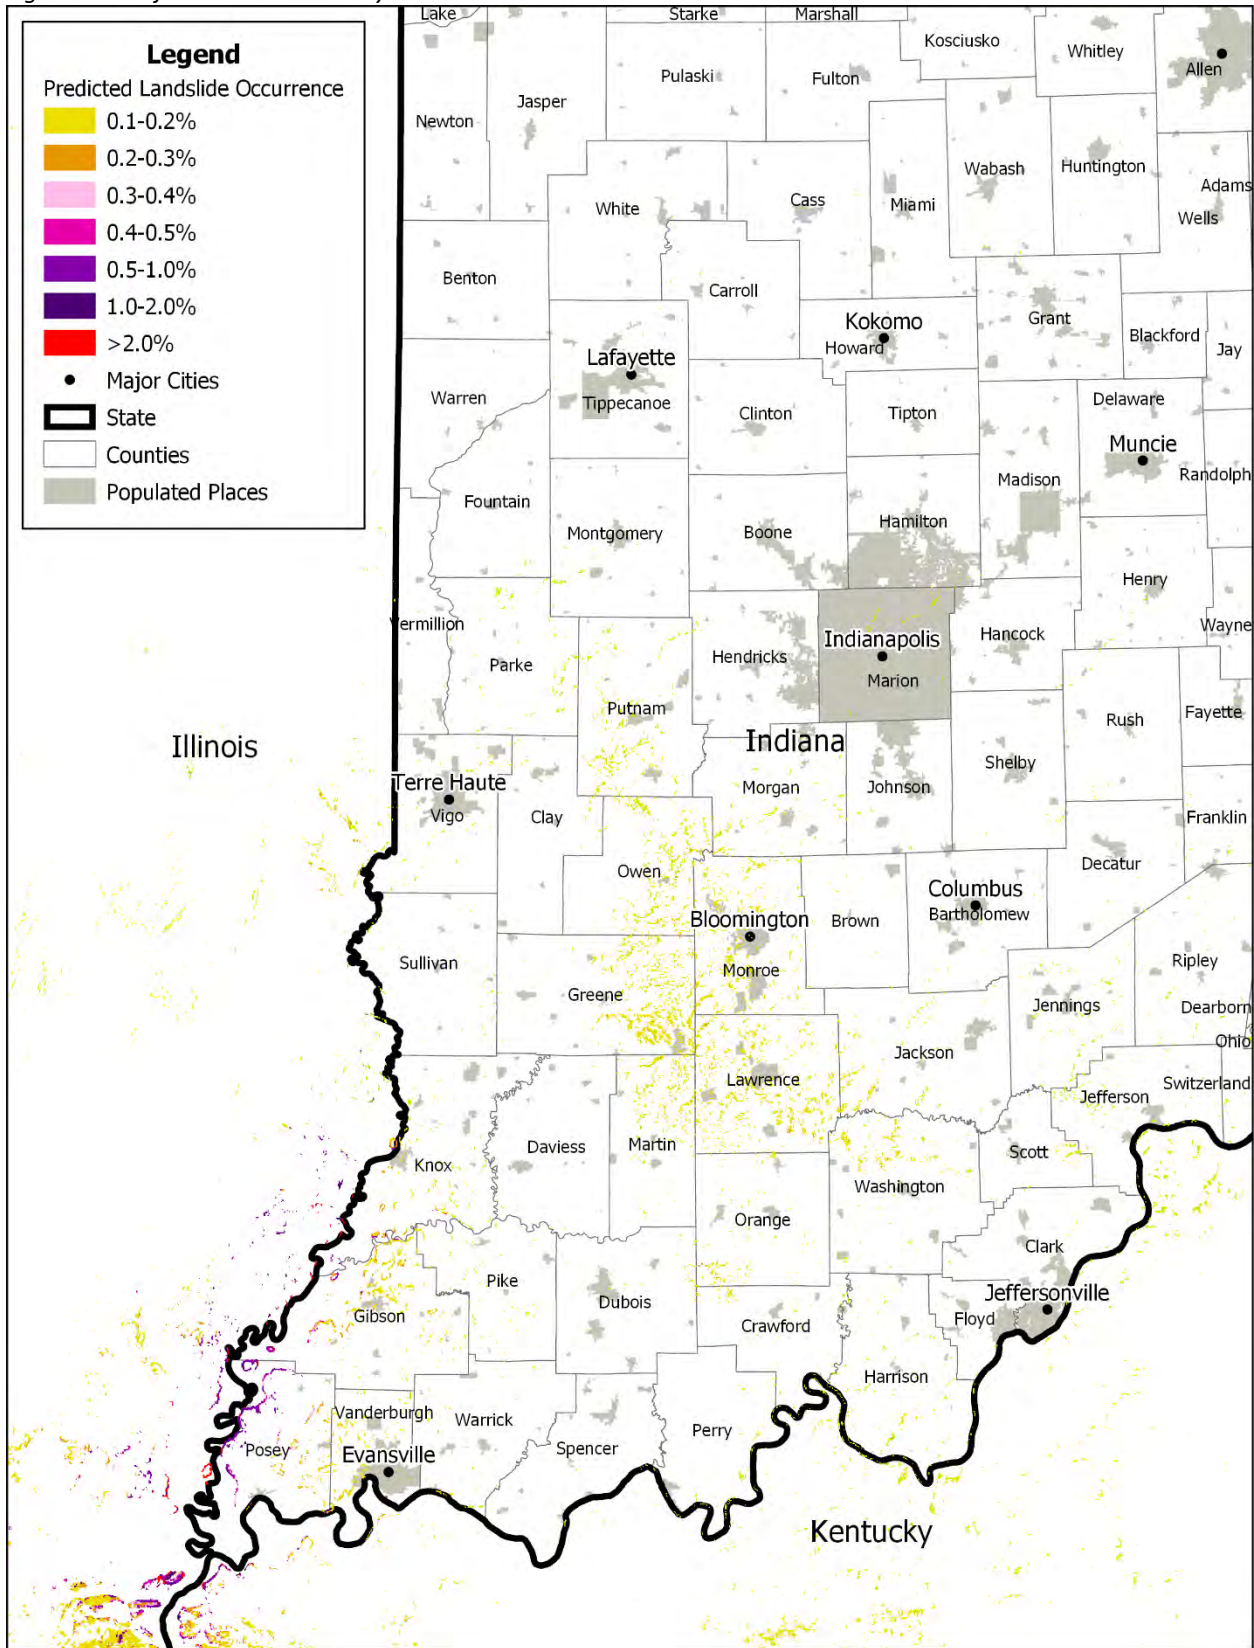 Legend
Predicted Landslide Occurrence
0.1-0.2%
0.2-0.3%
0.3-0.4%
0.4-0.5%
0.5-1.0%
1.0-2.0%
>2.0%
Major Cities
State
Counties
Populated Places
Lake
Starke
Marshall
Kosciusko
Whitley
Allen
Pulaski
Fulton
Jasper
Newton
Wabash
Huntington
Adams
White
Cass
Miami
Wells
Benton
Carroll
Grant
Kokomo
Howard
Blackford
Jay
Lafayette
Tippecanoe
Warren
Clinton
Tipton
Delaware
Muncie
Randolph
Madison
Fountain
Montgomery
Boone
Hamilton
Henry
Vermillion
Wayne
Indianapolis
Hancock
Parke
Hendricks
Marion
Putnam
Rush
Fayette
Illinois
Indiana
Shelby
Terre Haute
Vigo
Clay
Morgan
Johnson
Franklin
Owen
Decatur
Columbus
Bartholomew
Bloomington
Brown
Sullivan
Monroe
Ripley
Greene
Jennings
Dearborn
Ohio
Jackson
Lawrence
Switzerland
Jefferson
Daviess
Martin
Scott
Knox
Washington
Orange
Clark
Pike
Dubois
Jeffersonville
Gibson
Floyd
Crawford
Harrison
Vanderburgh
Warrick
Perry
Posey
Evansville
Spencer
Kentucky